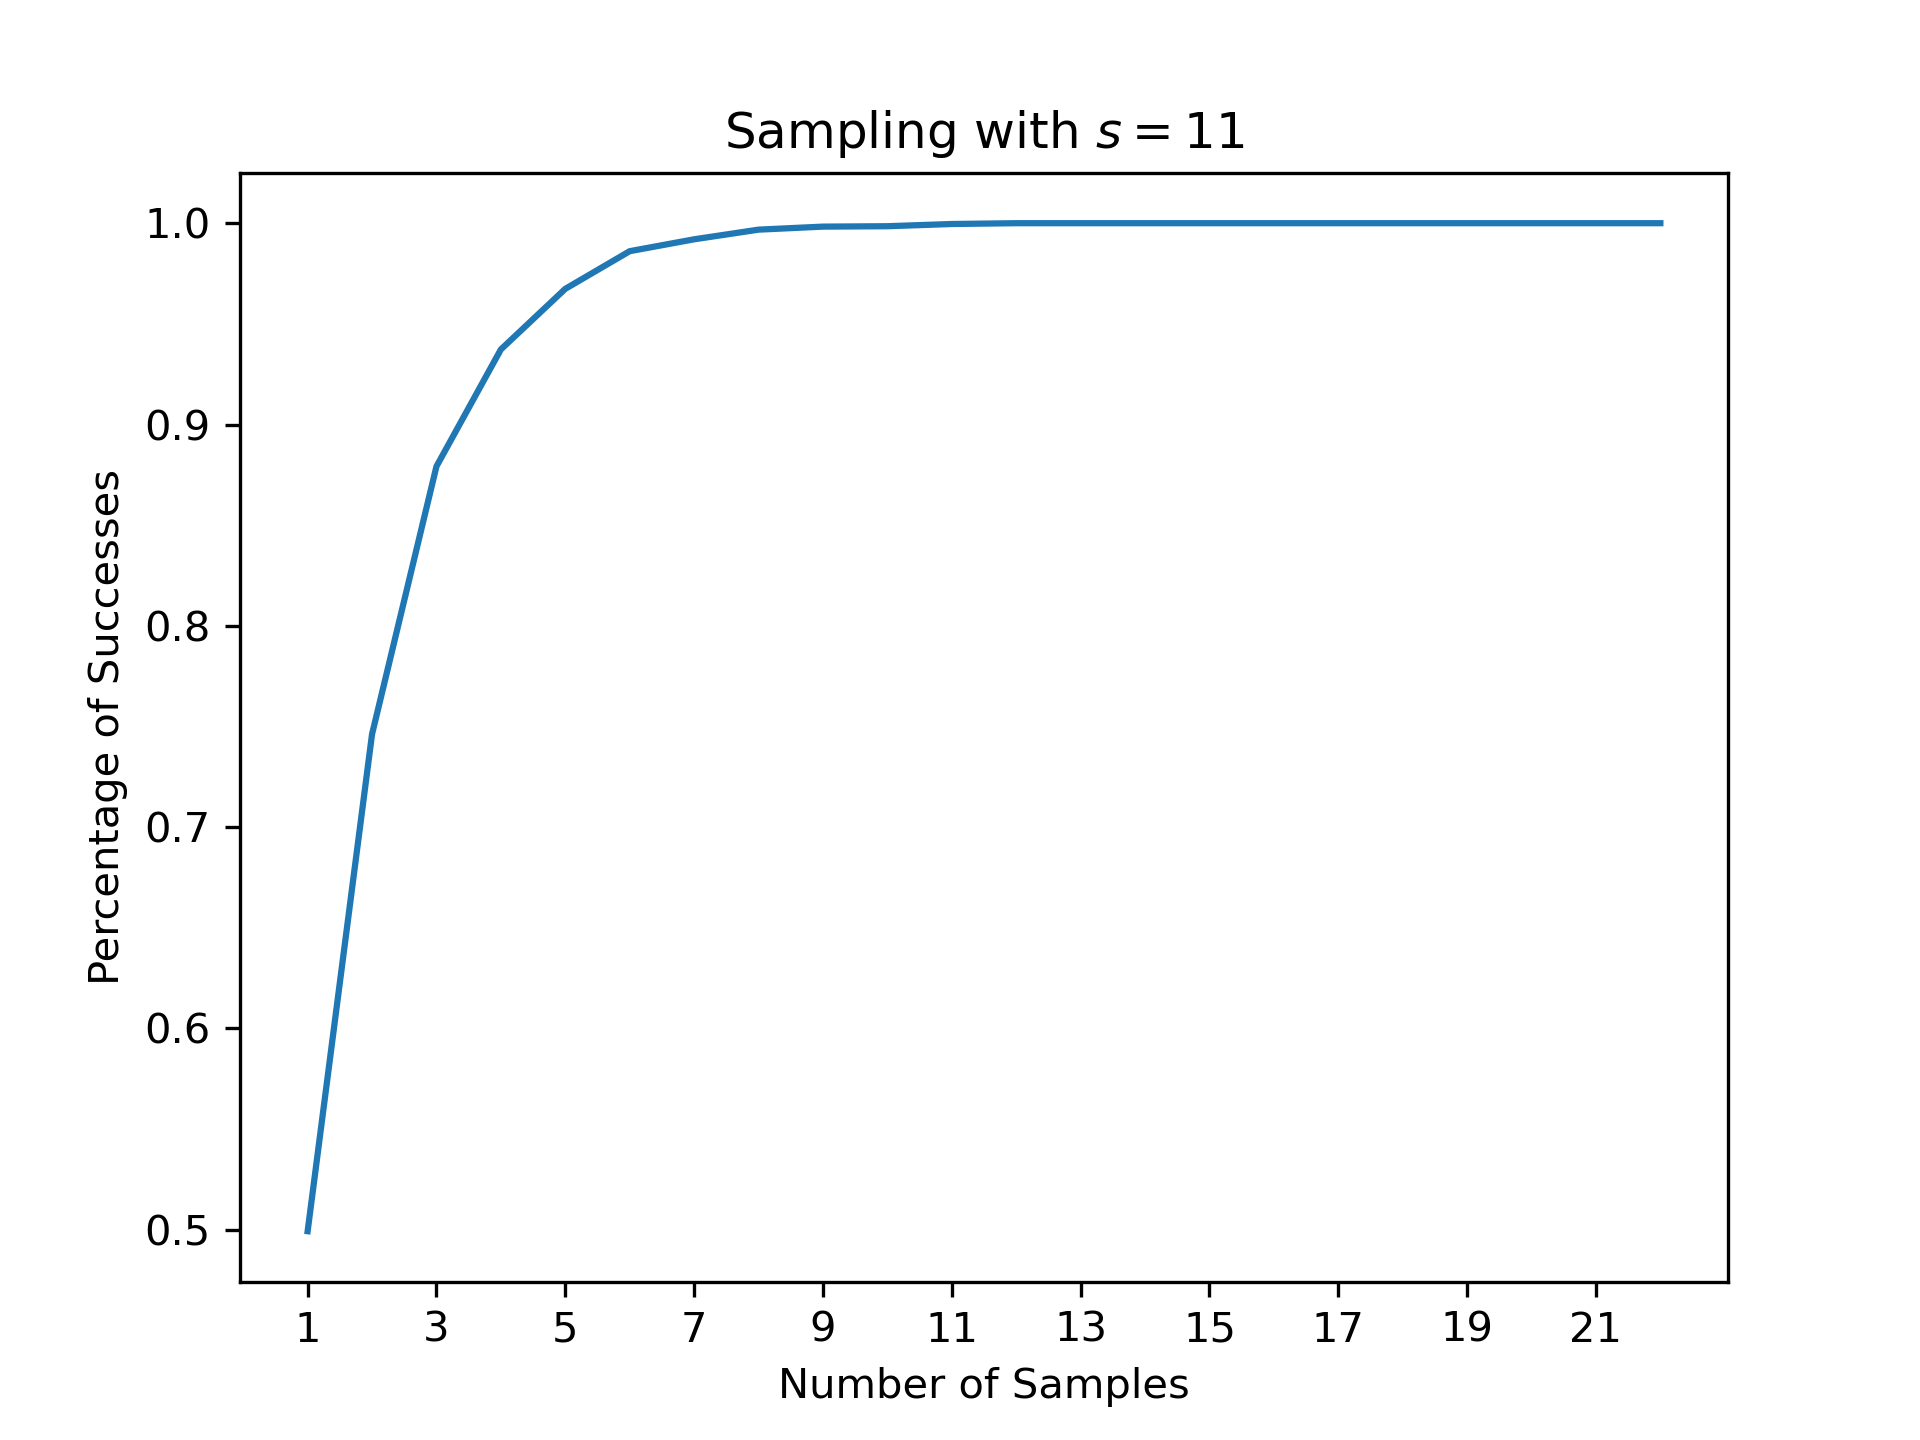 Sampling with s = 11
1.0
0.9
0.8
0.7
0.6
0.5
Percentage of Successes
1 3 5 7 9 11 13 15 17 19 21
Number of Samples